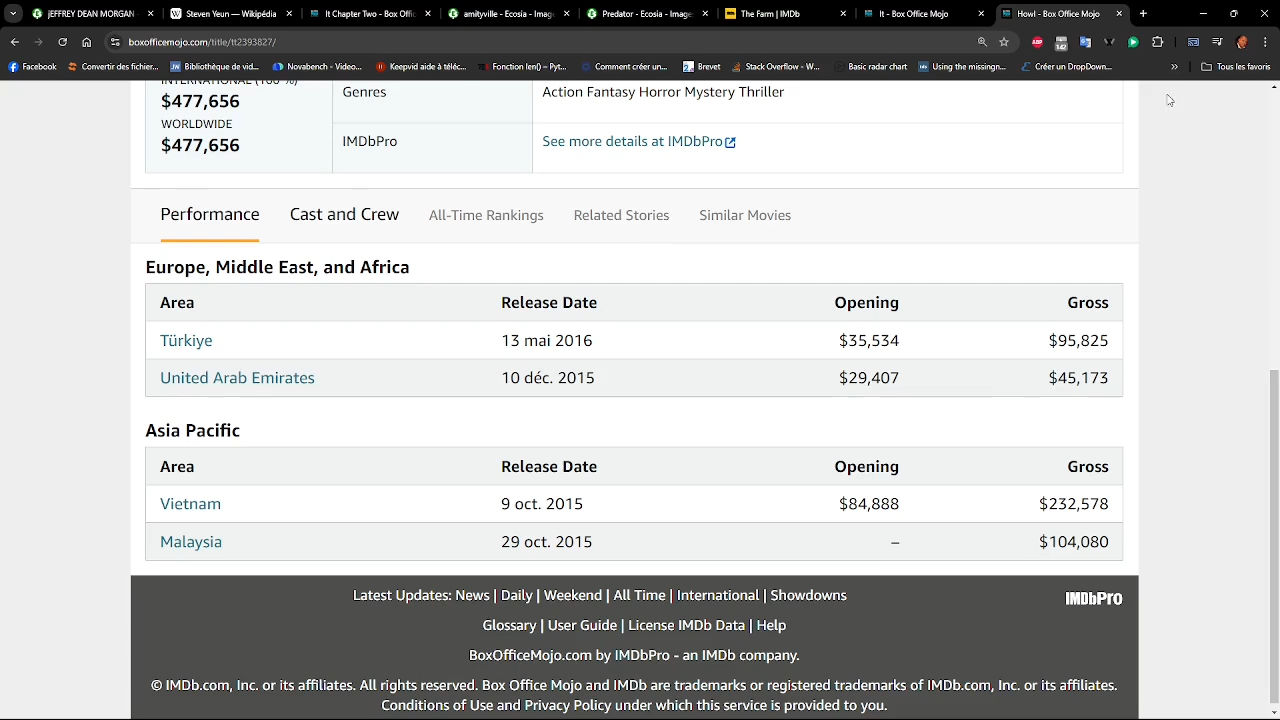 JEFFREY DEAN MORGAN
Steven Yeun — Wikipédia
It Chapter Two - Box Offic
amityville - Ecosia - Image
Predator - Ecosia - Image
The Farm | IMDb
It - Box Office Mojo
Howl - Box Office Mojo
boxofficemojo.com/title/tt2393827/
Facebook
Convertir des fichier...
Bibliothèque de vid...
Novabench - Video...
Keepvid aide à téléc...
Fonction len() – Pyt...
Comment créer un...
Brevet
Stack Overflow - W...
Basic radar chart
Using the missingn...
Créer un DropDown...
Tous les favoris
INTERNATIONAL (100 %)
$477,656
WORLDWIDE
$477,656
Genres
Action Fantasy Horror Mystery Thriller
IMDbPro
See more details at IMDbPro
Performance Cast and Crew All-Time Rankings Related Stories Similar Movies
Europe, Middle East, and Africa
Area Release Date Opening Gross
Türkiye 13 mai 2016 $35,534 $95,825
United Arab Emirates 10 déc. 2015 $29,407 $45,173
Asia Pacific
Area Release Date Opening Gross
Vietnam 9 oct. 2015 $84,888 $232,578
Malaysia 29 oct. 2015 – $104,080
Latest Updates: News | Daily | Weekend | All Time | International | Showdowns
IMDbPro
Glossary | User Guide | License IMDb Data | Help
BoxOfficeMojo.com by IMDbPro - an IMDb company.
© IMDb.com, Inc. or its affiliates. All rights reserved. Box Office Mojo and IMDb are trademarks or registered trademarks of IMDb.com, Inc. or its affiliates.
Conditions of Use and Privacy Policy under which this service is provided to you.